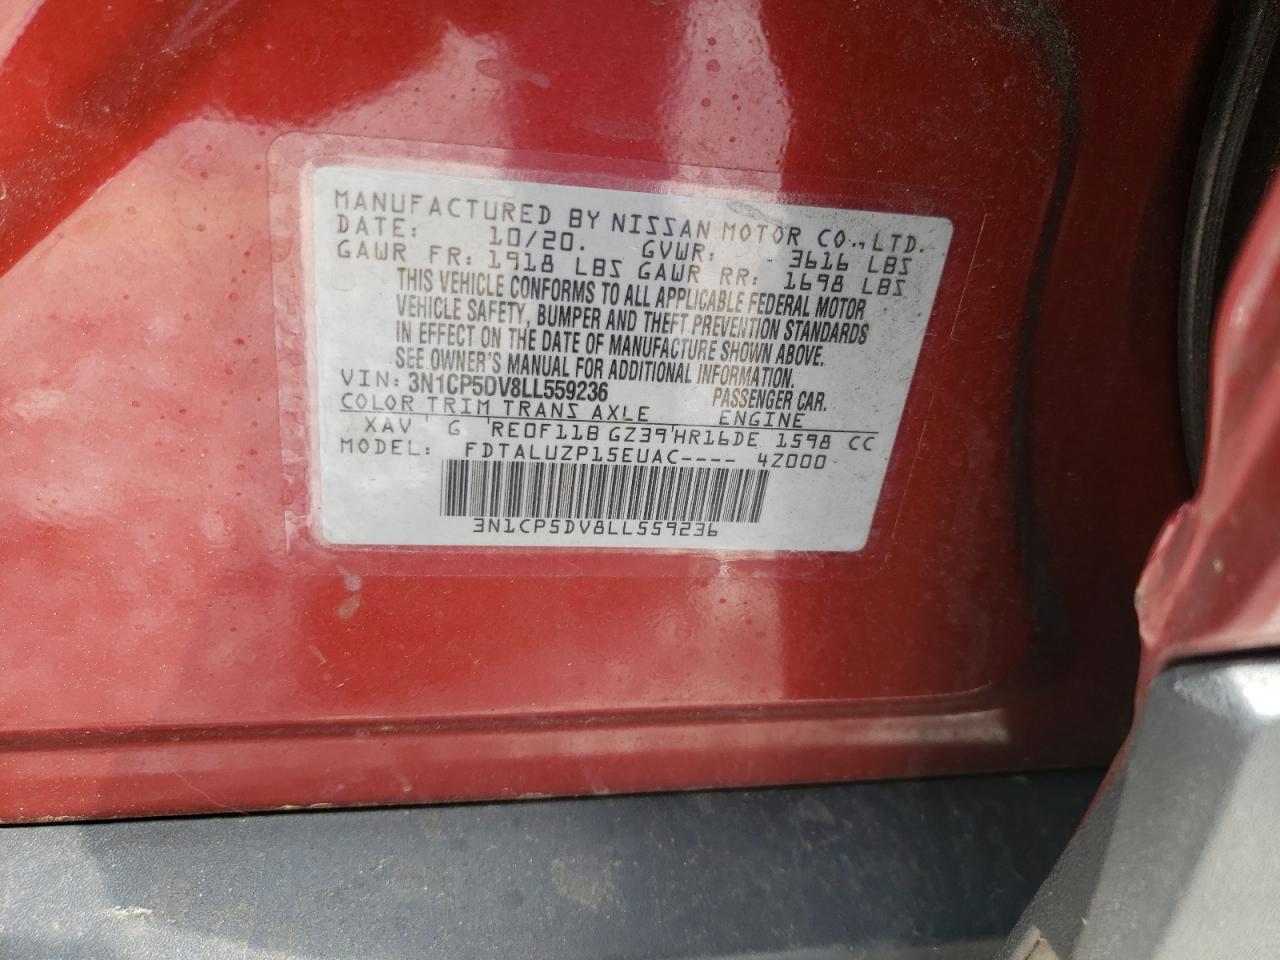 MANUFACTURED BY NISSAN MOTOR CO., LTD.
DATE: 10/20. GVWR: 3616 LBS
GAWR FR: 1918 LBS GAWR RR: 1698 LBS
THIS VEHICLE CONFORMS TO ALL APPLICABLE FEDERAL MOTOR
VEHICLE SAFETY, BUMPER AND THEFT PREVENTION STANDARDS
IN EFFECT ON THE DATE OF MANUFACTURE SHOWN ABOVE.
SEE OWNER'S MANUAL FOR ADDITIONAL INFORMATION.
VIN: 3N1CP5DV8LL559236 PASSENGER CAR.
COLOR TRIM TRANS AXLE ENGINE
XAV ' G 'RE0F11B GZ39'HR16DE 1598 CC
MODEL: FDTALUZP15EUAC---- 4Z000
3N1CP5DV8LL559236